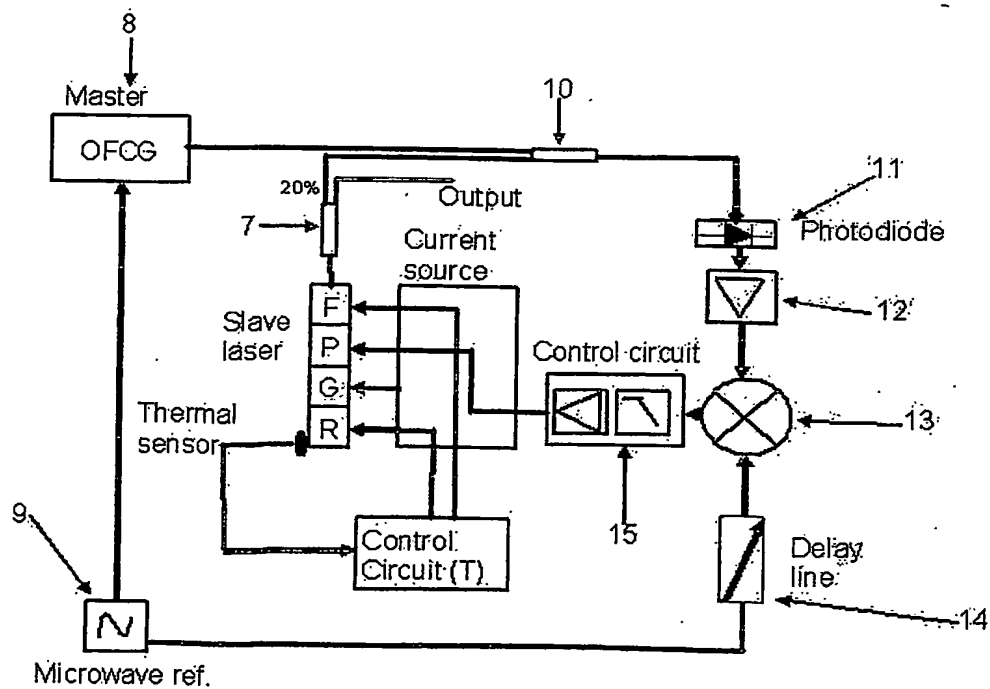 8
Master
OFCG
10
20%
Output
7
11
Photodiode
Current
source
F
P
G
R
Slave
laser
12
Control circuit
13
Thermal
sensor
15
9
Control
Circuit (T)
Delay
line
14
Microwave ref.